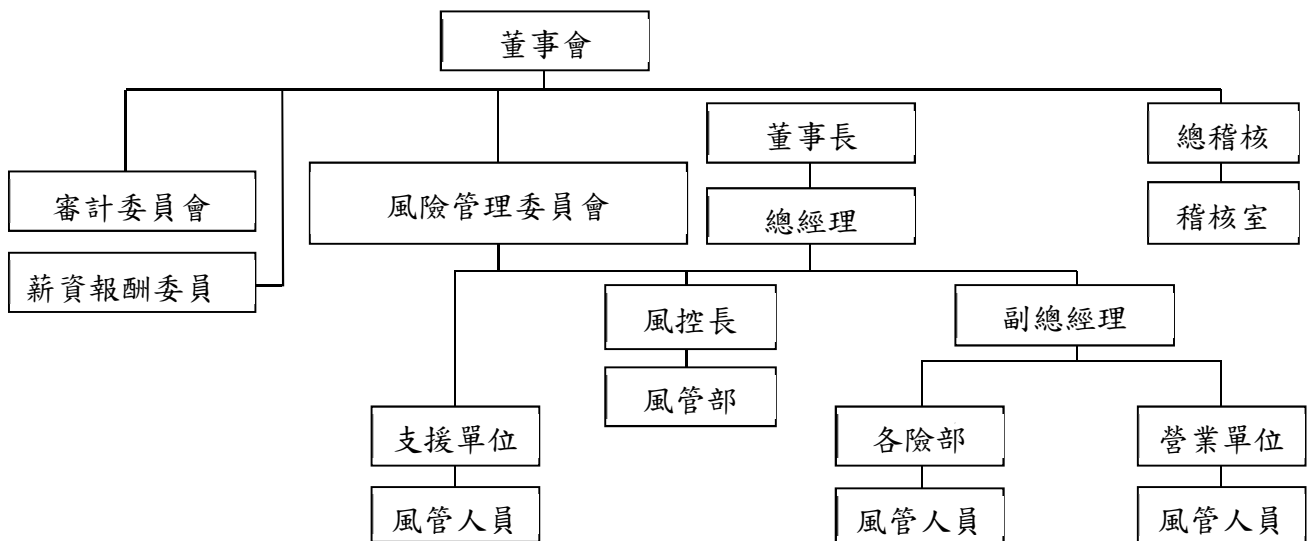 董事會
董事長
總稽核
審計委員會
風險管理委員會
總經理
稽核室
薪資報酬委員
風控長
副總經理
風管部
支援單位
各險部
營業單位
風管人員
風管人員
風管人員